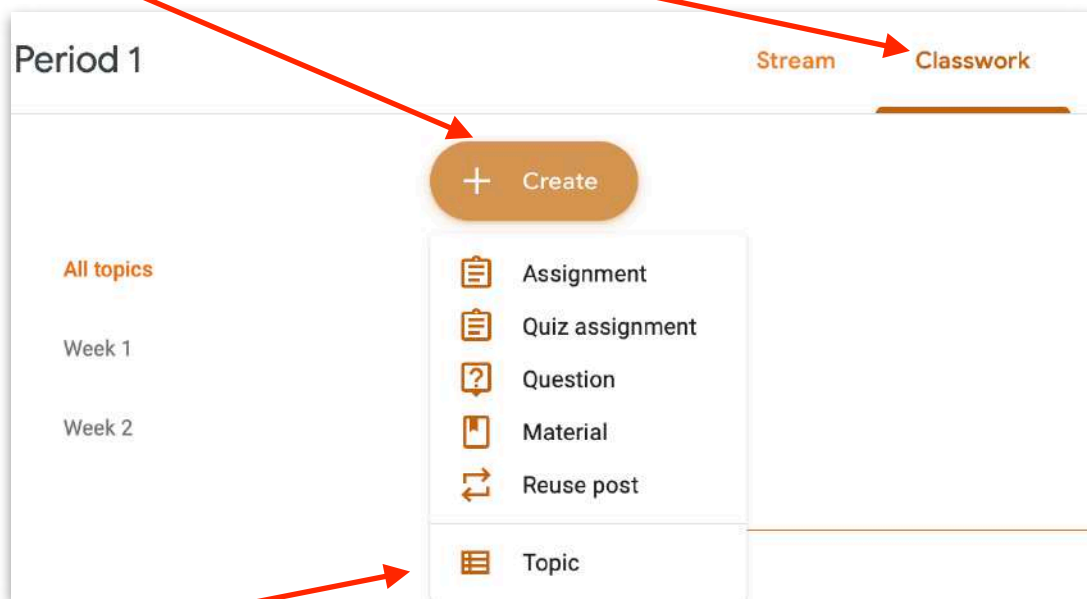 Period 1
Stream
Classwork
+ Create
All topics
Week 1
Week 2
Assignment
Quiz assignment
Question
Material
Reuse post
Topic